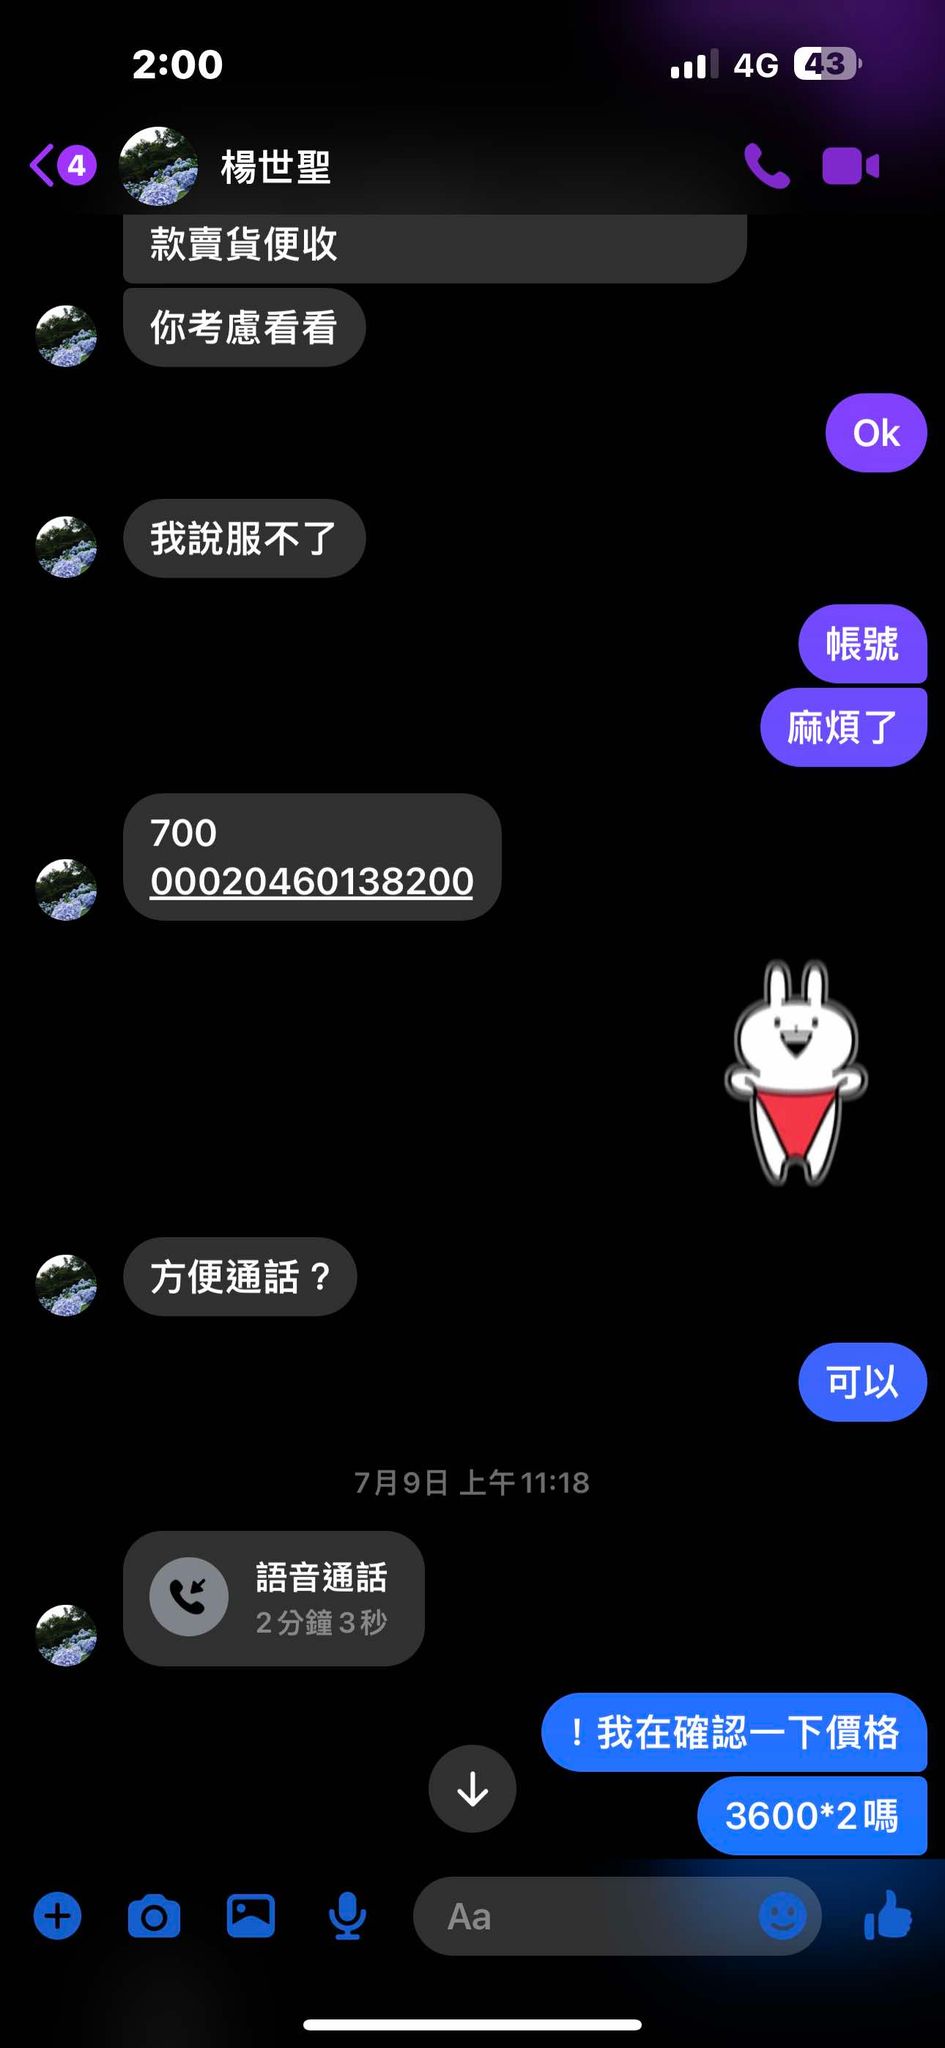 2:00
4G
43
4
楊世聖
款賣貨便收
你考慮看看
Ok
我說服不了
帳號
麻煩了
700
00020460138200
方便通話？
可以
7月9日 上午11:18
語音通話
2分鐘3秒
！我在確認一下價格
3600*2嗎
Aa